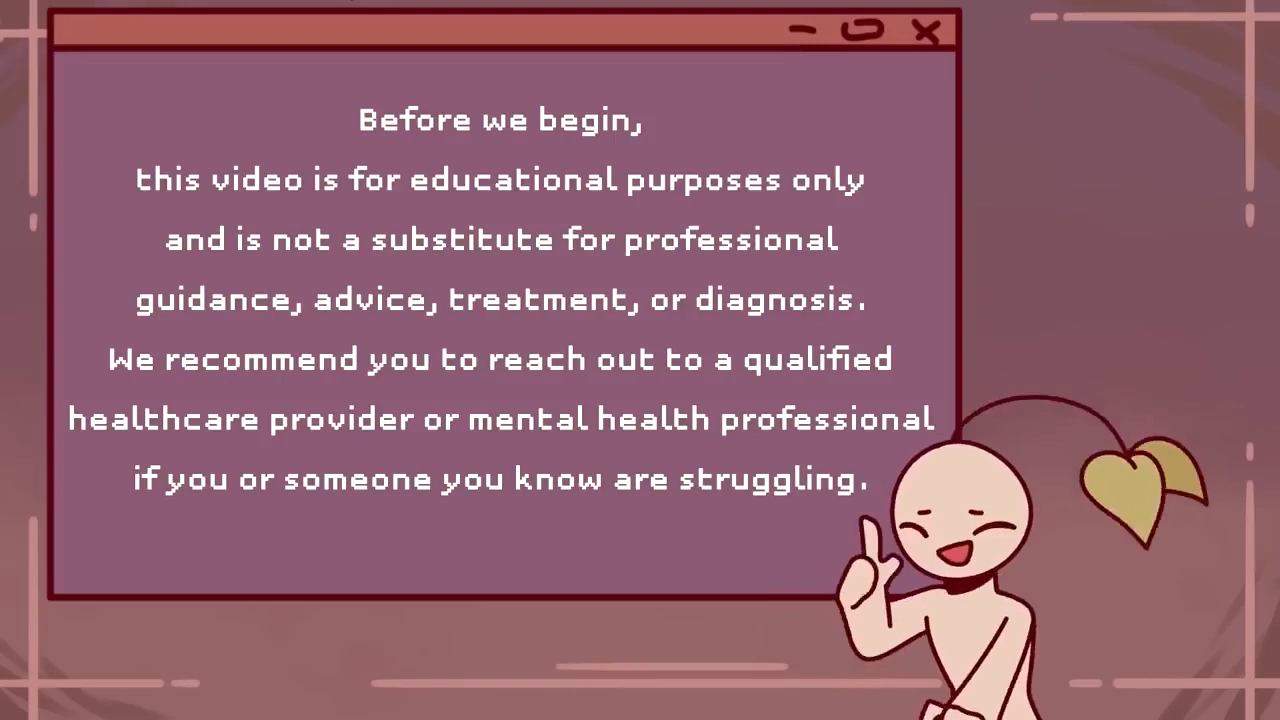 Before we begin,
this video is for educational purposes only
and is not a substitute for professional
guidance, advice, treatment, or diagnosis.
We recommend you to reach out to a qualified
healthcare provider or mental health professional
if you or someone you know are struggling.